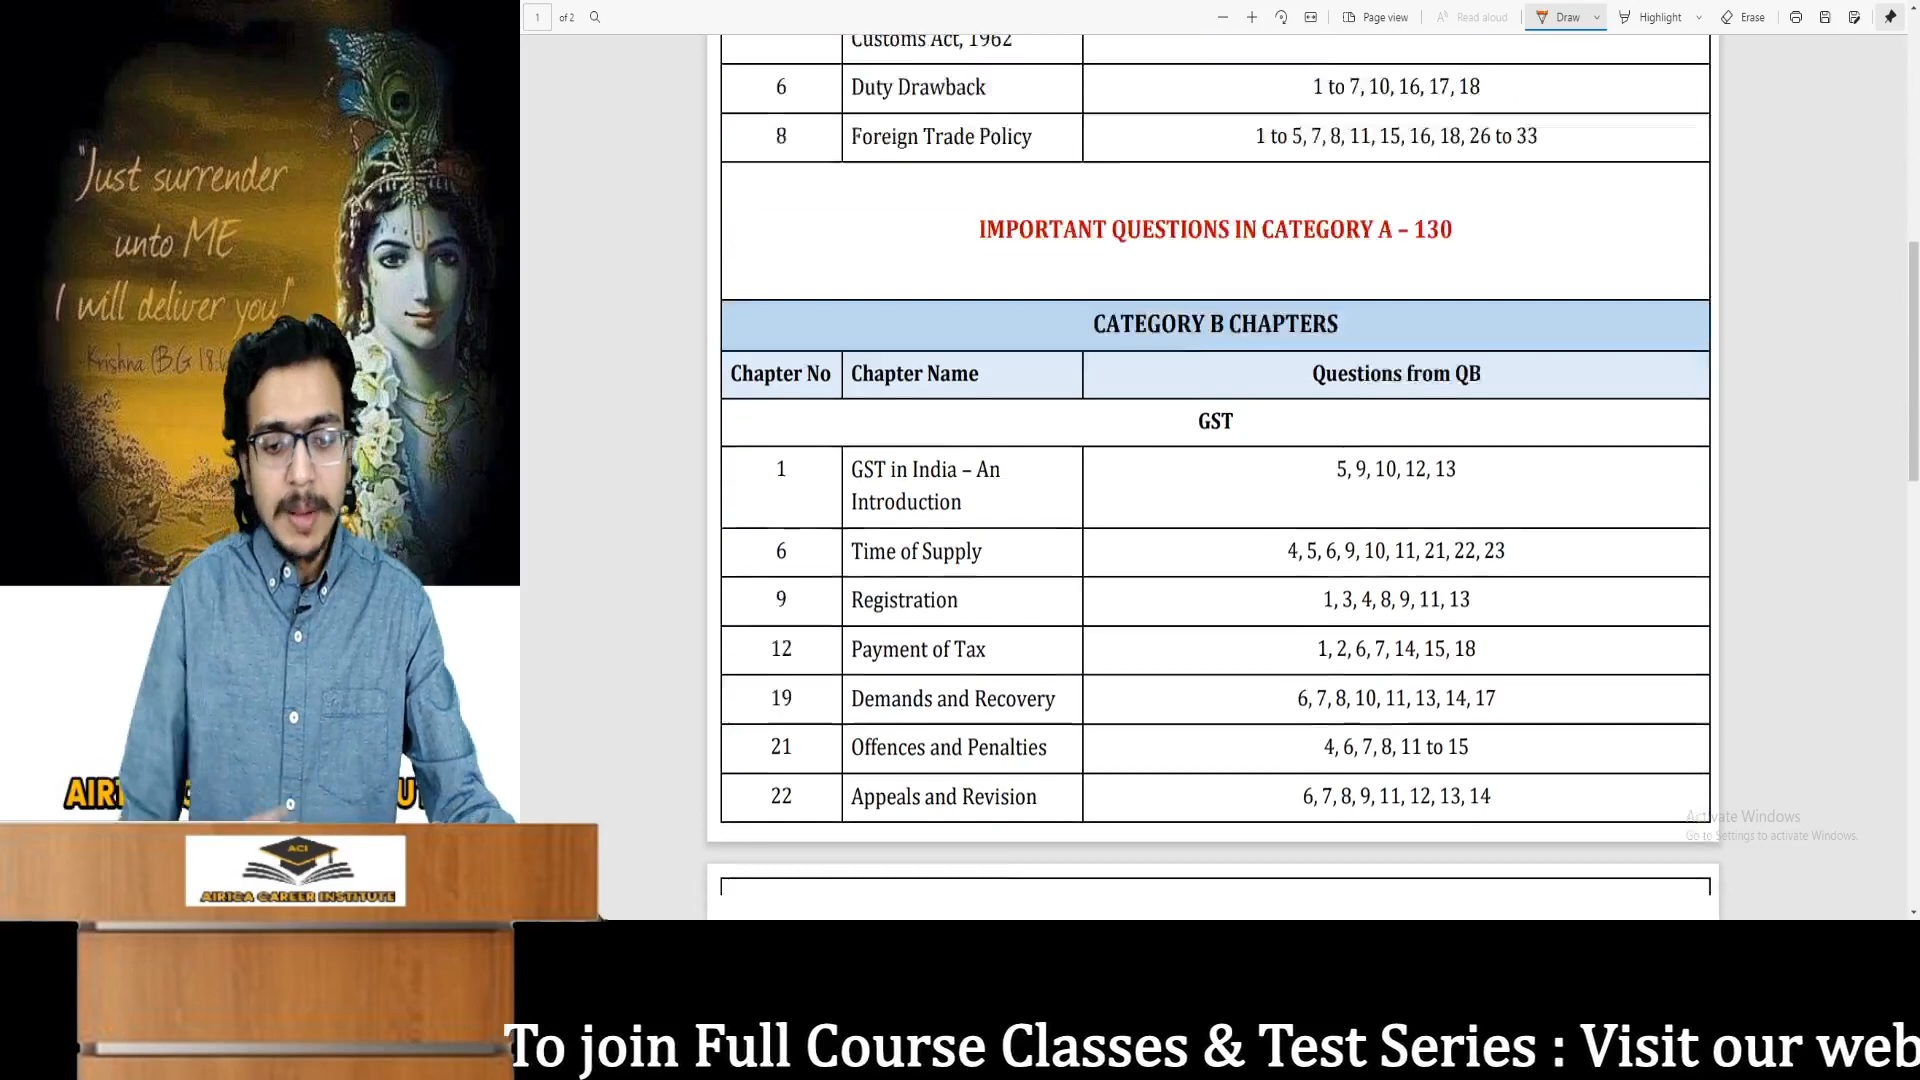 1 of 2
Page view
Read aloud
Draw
Highlight
Erase
Customs Act, 1962
6 Duty Drawback 1 to 7, 10, 16, 17, 18
8 Foreign Trade Policy 1 to 5, 7, 8, 11, 15, 16, 18, 26 to 33
IMPORTANT QUESTIONS IN CATEGORY A – 130
CATEGORY B CHAPTERS
Chapter No Chapter Name Questions from QB
GST
1 GST in India – An 5, 9, 10, 12, 13
Introduction
6 Time of Supply 4, 5, 6, 9, 10, 11, 21, 22, 23
9 Registration 1, 3, 4, 8, 9, 11, 13
12 Payment of Tax 1, 2, 6, 7, 14, 15, 18
19 Demands and Recovery 6, 7, 8, 10, 11, 13, 14, 17
21 Offences and Penalties 4, 6, 7, 8, 11 to 15
22 Appeals and Revision 6, 7, 8, 9, 11, 12, 13, 14
Activate Windows
Go to Settings to activate Windows.
"Just surrender
unto ME
I will deliver you!"
Krishna (B.G 18.
ACI
AIRICA CAREER INSTITUTE
To join Full Course Classes & Test Series : Visit our web